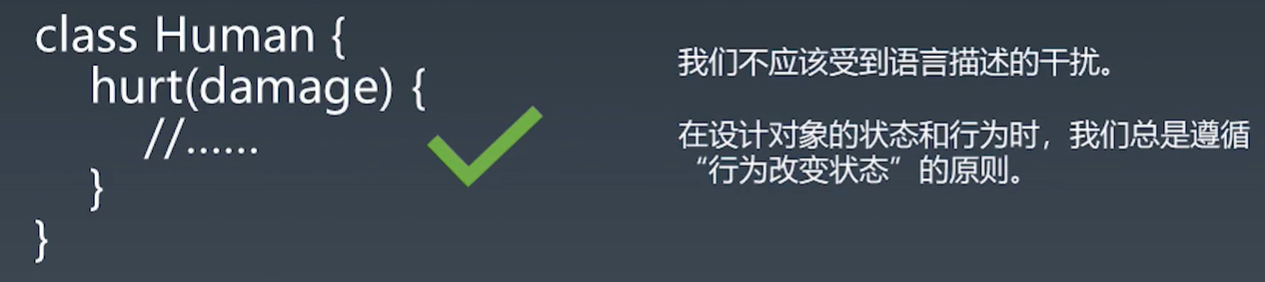 class Human {
hurt(damage) {
//......
}
}
我们不应该受到语言描述的干扰。
在设计对象的状态和行为时，我们总是遵循
“行为改变状态”的原则。